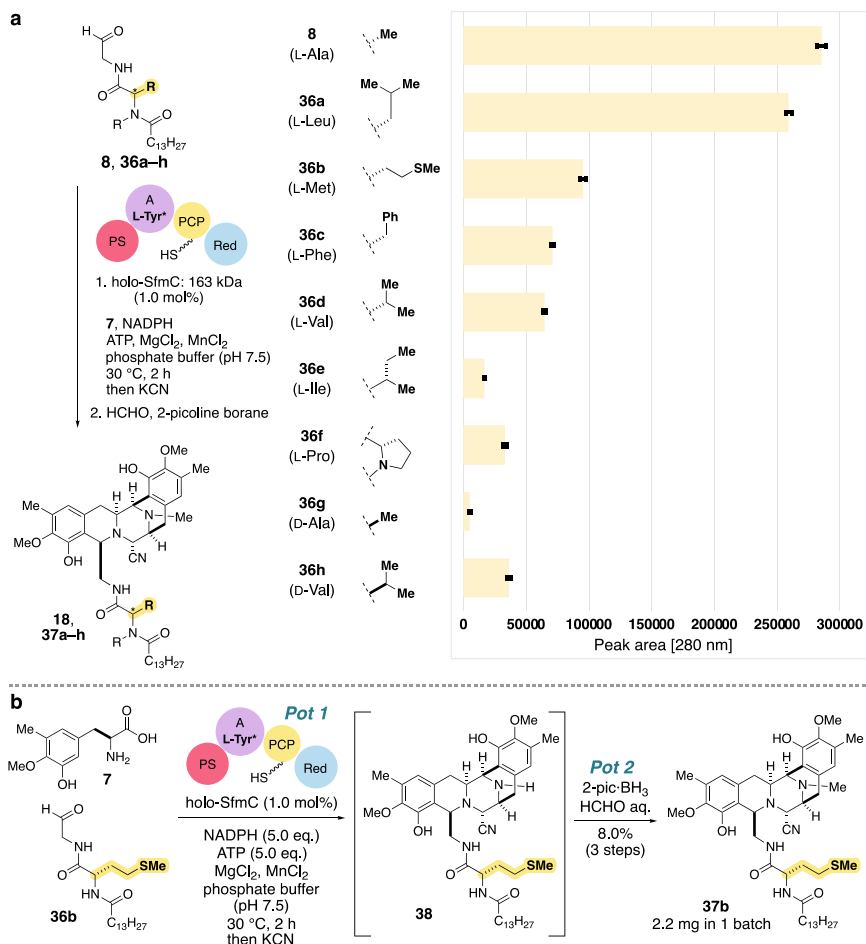 a
O
NH
O
*
R
N
R
O
C13H27
8, 36a–h
A
L-Tyr*
PCP
PS
HS
Red
1. holo-SfmC: 163 kDa
(1.0 mol%)
7, NADPH
ATP, MgCl2, MnCl2
phosphate buffer (pH 7.5)
30 °C, 2 h
then KCN
2. HCHO, 2-picoline borane
OMe
HO
Me
H
H
Me
N
Me
N
MeO
H
OH
CN
NH
O
*
R
18,
37a–h
N
R
O
C13H27
8
(L-Ala)
Me
36a
(L-Leu)
Me
Me
36b
(L-Met)
SMe
36c
(L-Phe)
Ph
36d
(L-Val)
Me
Me
36e
(L-Ile)
Me
Me
36f
(L-Pro)
N
36g
(D-Ala)
Me
36h
(D-Val)
Me
Me
0 50000 100000 150000 200000 250000 300000
Peak area [280 nm]
b
O
Me
OH
NH2
MeO
OH
7
O
NH
O
SMe
HN
O
36b
C13H27
Pot 1
A
L-Tyr*
PCP
PS
HS
Red
holo-SfmC (1.0 mol%)
NADPH (5.0 eq.)
ATP (5.0 eq.)
MgCl2, MnCl2
phosphate buffer
(pH 7.5)
30 °C, 2 h
then KCN
OMe
HO
Me
H
H
Me
N
H
N
MeO
H
OH
CN
NH
O
SMe
HN
O
38
C13H27
Pot 2
2-pic·BH3
HCHO aq.
8.0%
(3 steps)
OMe
HO
Me
H
H
Me
N
Me
N
MeO
H
OH
CN
NH
O
SMe
HN
O
C13H27
37b
2.2 mg in 1 batch